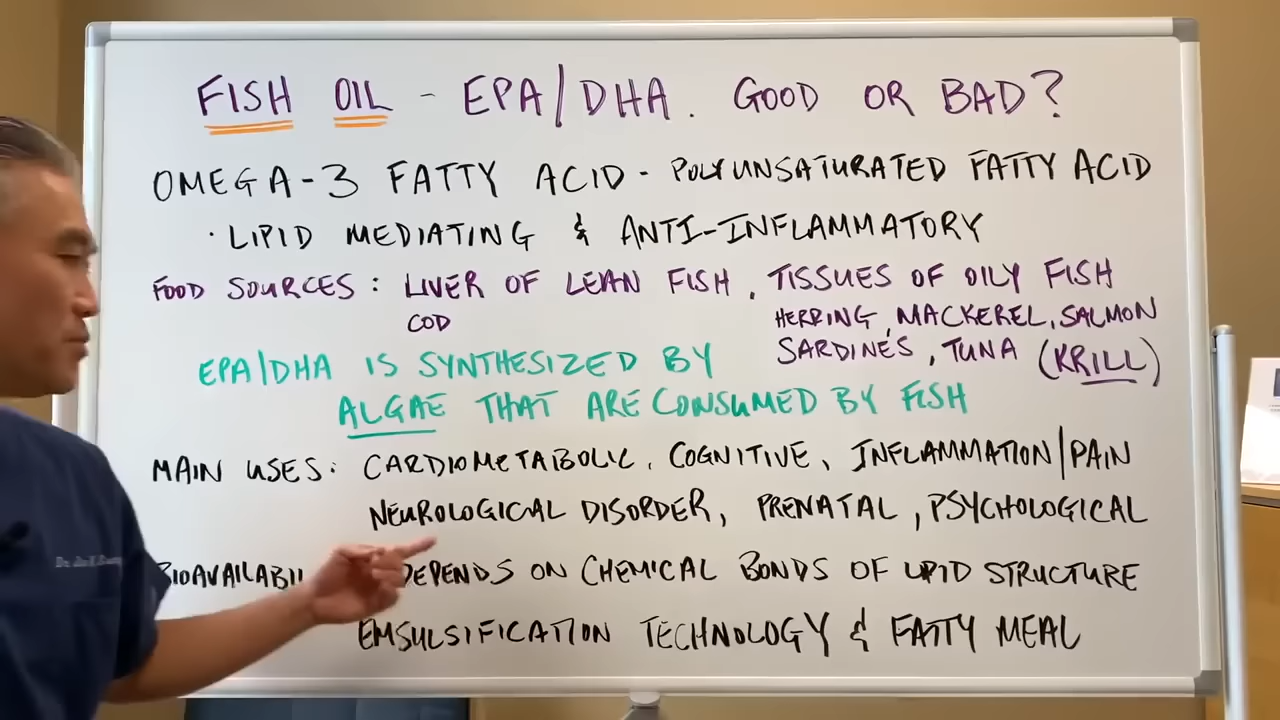 FISH OIL - EPA/DHA. GOOD OR BAD?
OMEGA-3 FATTY ACID - POLYUNSATURATED FATTY ACID
· LIPID MEDIATING & ANTI-INFLAMMATORY
FOOD SOURCES: LIVER OF LEAN FISH, TISSUES OF OILY FISH
COD
HERRING, MACKEREL, SALMON
SARDINES, TUNA (KRILL)
EPA/DHA IS SYNTHESIZED BY
ALGAE THAT ARE CONSUMED BY FISH
MAIN USES: CARDIOMETABOLIC, COGNITIVE, INFLAMMATION/PAIN
NEUROLOGICAL DISORDER, PRENATAL, PSYCHOLOGICAL
BIOAVAILABI DEPENDS ON CHEMICAL BONDS OF LIPID STRUCTURE
EMSULSIFICATION TECHNOLOGY & FATTY MEAL
Dr.